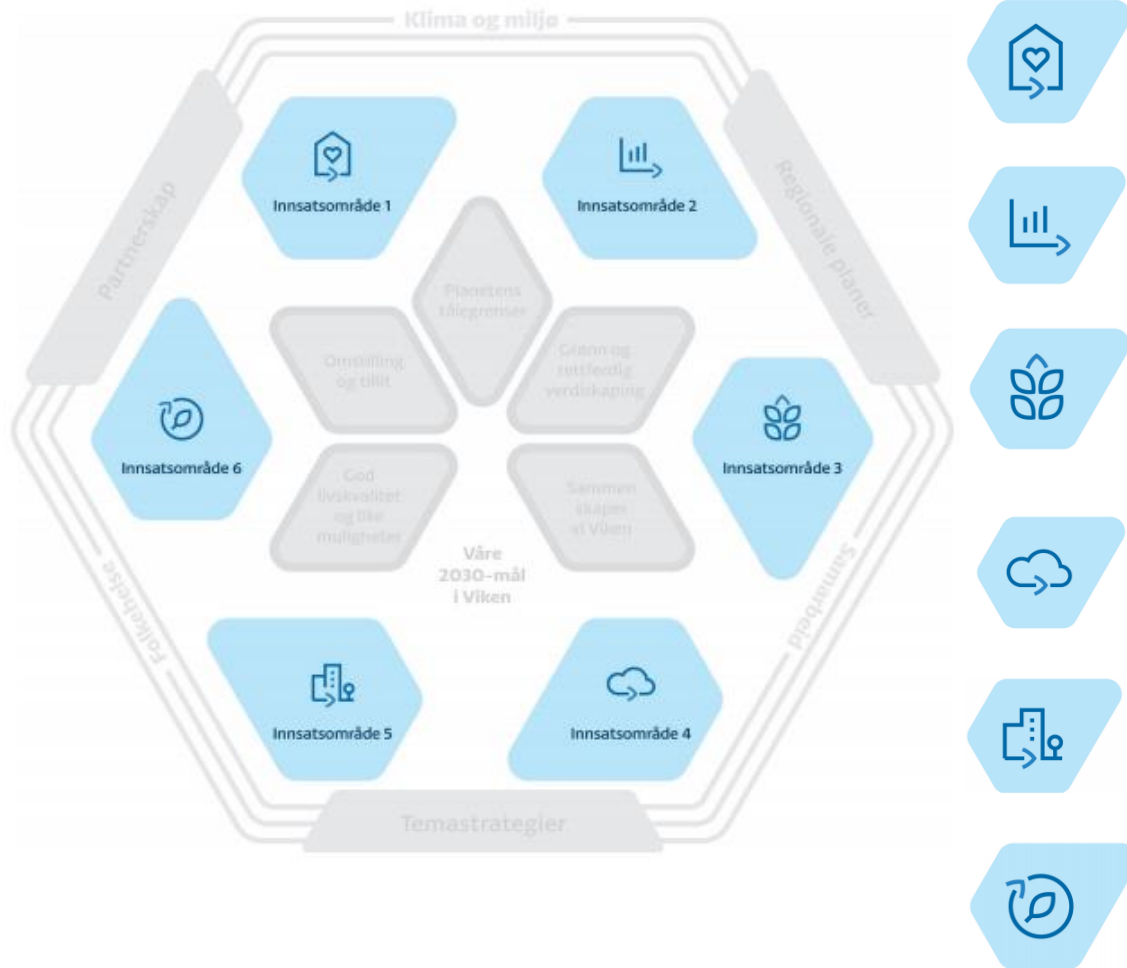 Klima og miljø
Partnerskap
Regionale planer
Innsatsområde 1
Innsatsområde 2
Planetens
tålegrenser
Omstilling
og tillit
Grønn og
rettferdig
verdiskaping
Innsatsområde 6
Innsatsområde 3
God
livskvalitet
og like
muligheter
Sammen
skaper
vi Viken
Våre
2030-mål
i Viken
Folkehelse
Samarbeid
Innsatsområde 5
Innsatsområde 4
Temastrategier